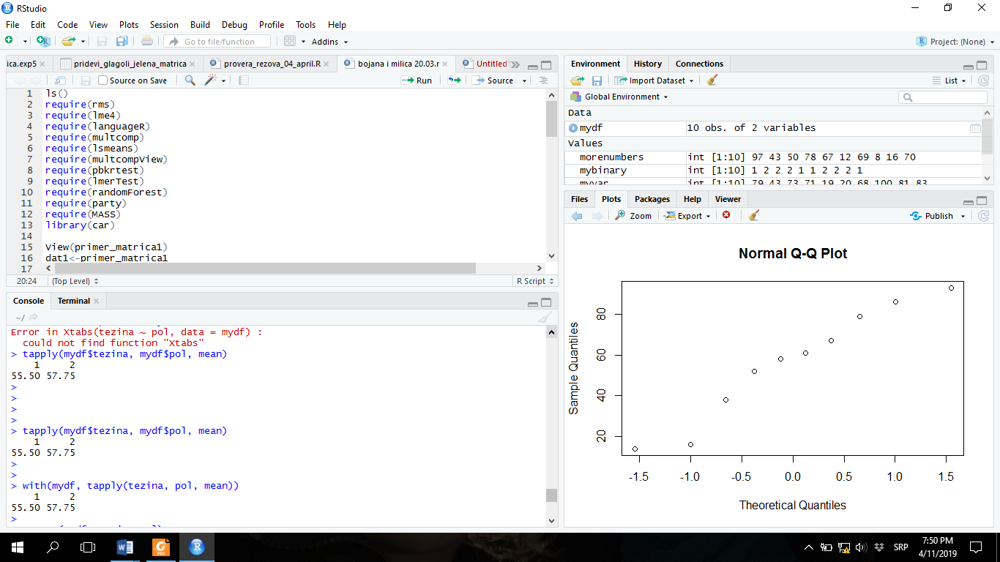 RStudio
File Edit Code View Plots Session Build Debug Profile Tools Help
Go to file/function Addins Project: (None)
ica.exp5 pridevi_glagoli_jelena_matrica provera_rezova_04_april.R bojana i milica 20.03.r Untitled
Source on Save Run Source
1 ls()
2 require(rms)
3 require(lme4)
4 require(languageR)
5 require(multcomp)
6 require(lsmeans)
7 require(multcompView)
8 require(pbkrtest)
9 require(lmerTest)
10 require(randomForest)
11 require(party)
12 require(MASS)
13 library(car)
14
15 View(primer_matrica1)
16 dat1<-primer_matrica1
17
20:24 (Top Level) R Script
Console Terminal
~/
Error in Xtabs(tezina ~ pol, data = mydf) :
could not find function "Xtabs"
> tapply(mydf$tezina, mydf$pol, mean)
1 2
55.50 57.75
>
>
>
>
> tapply(mydf$tezina, mydf$pol, mean)
1 2
55.50 57.75
>
>
> with(mydf, tapply(tezina, pol, mean))
1 2
55.50 57.75
>
Environment History Connections
Import Dataset List
Global Environment
Data
mydf 10 obs. of 2 variables
Values
morenumbers int [1:10] 97 43 50 78 67 12 69 8 16 70
mybinary int [1:10] 1 2 2 2 1 1 2 2 2 1
myvar int [1:10] 79 43 73 71 19 20 68 100 81 83
Files Plots Packages Help Viewer
Zoom Export Publish
Normal Q-Q Plot
Sample Quantiles
80
60
40
20
-1.5 -1.0 -0.5 0.0 0.5 1.0 1.5
Theoretical Quantiles
SRP
7:50 PM
4/11/2019